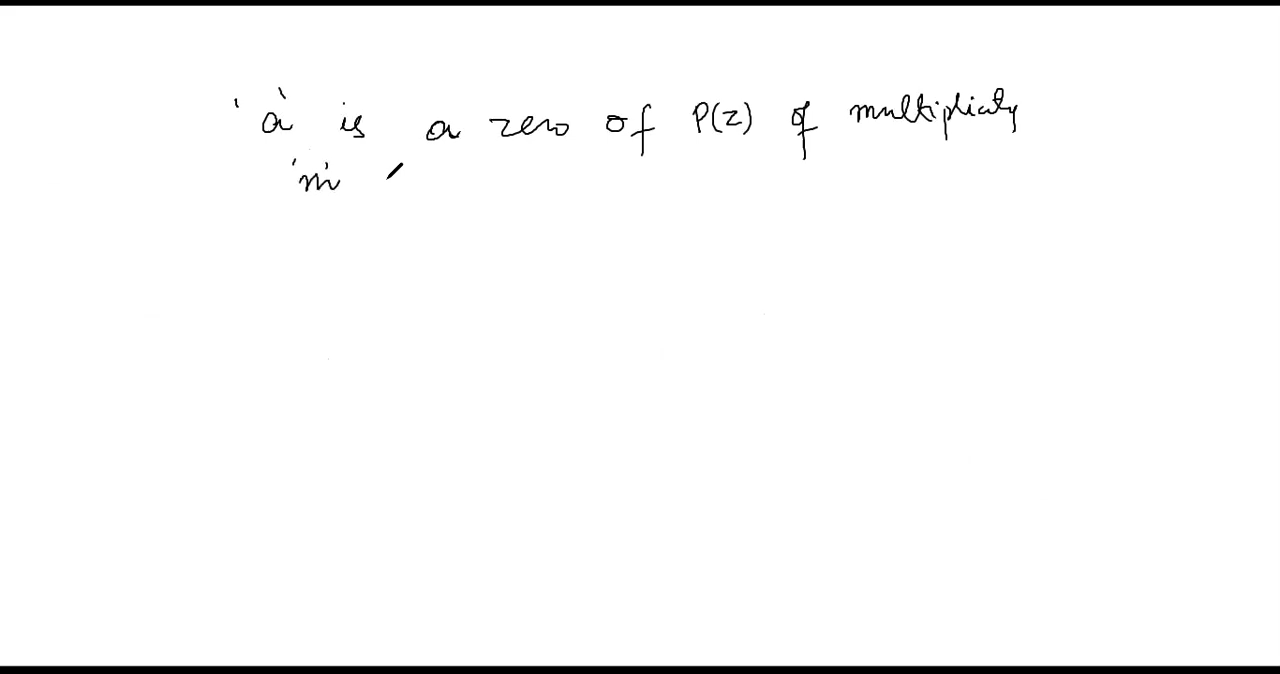 'a' is a zero of P(z) of multiplicity
'm'